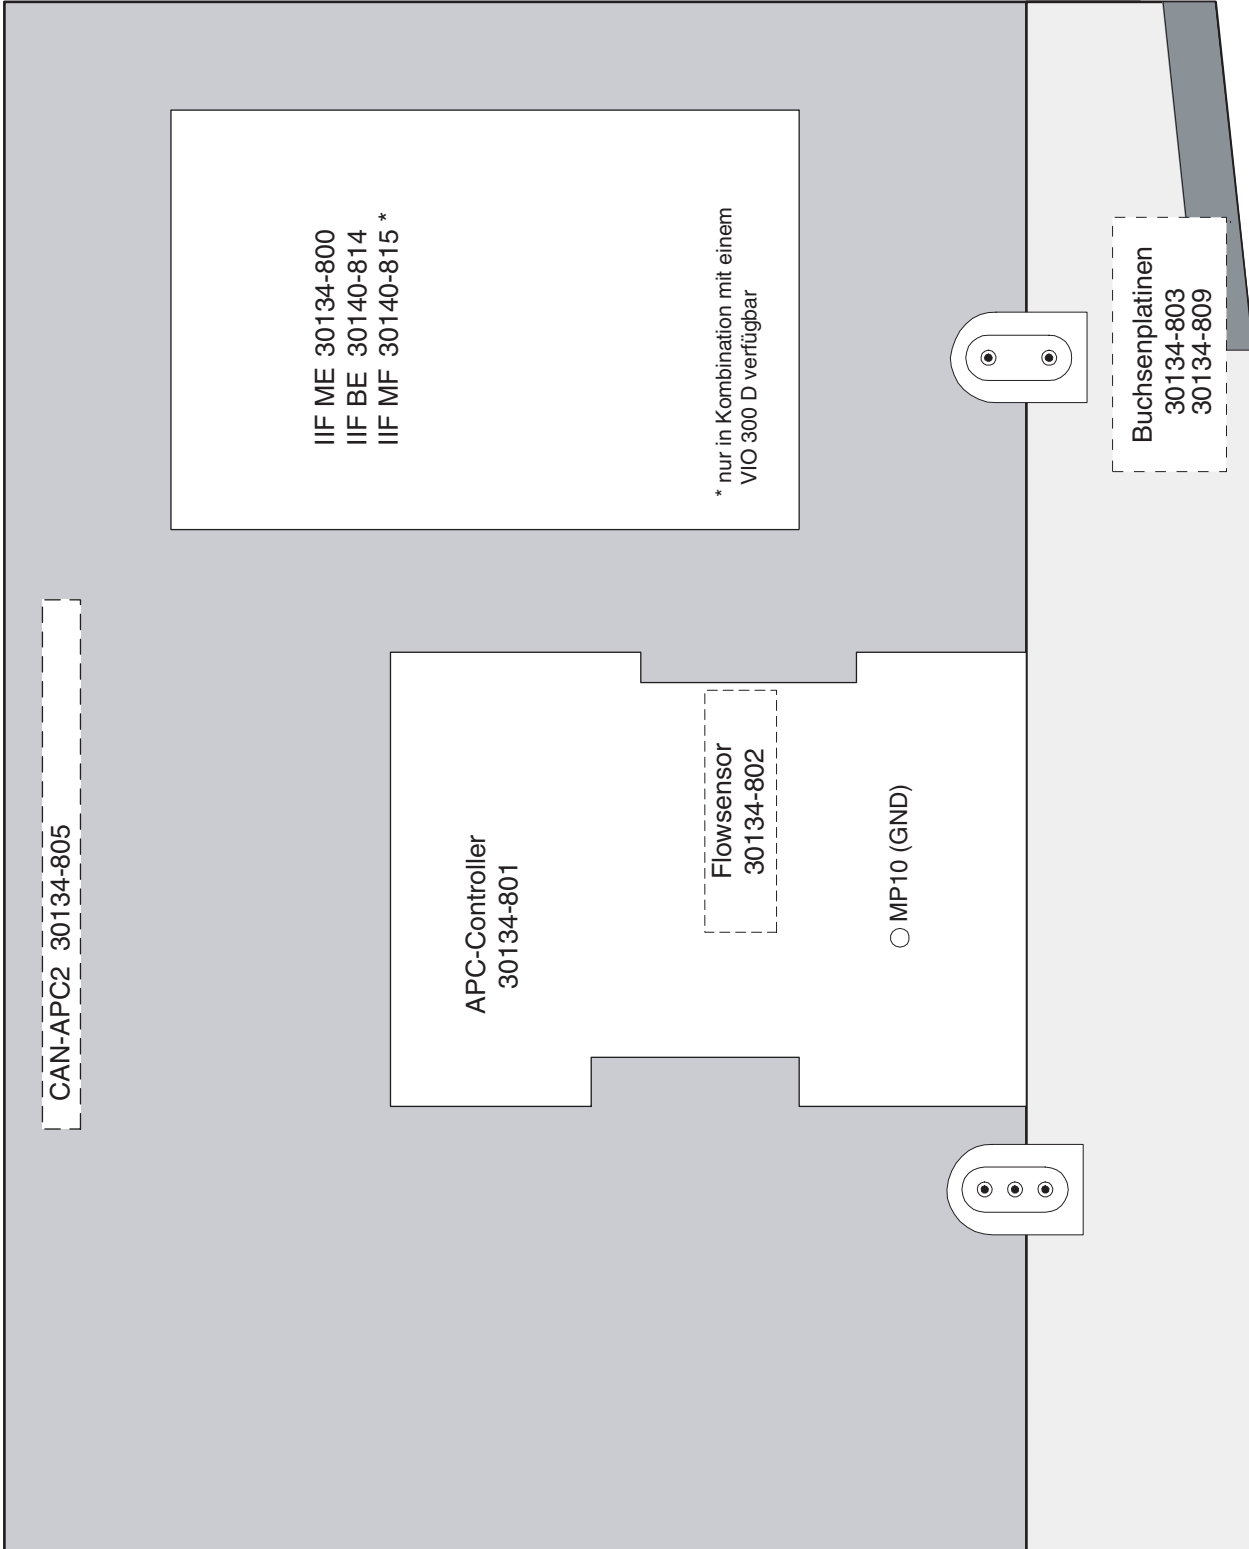 CAN-APC2 30134-805
APC-Controller
30134-801
Flowsensor
30134-802
MP10 (GND)
IIF ME 30134-800
IIF BE 30140-814
IIF MF 30140-815 *
* nur in Kombination mit einem
VIO 300 D verfügbar
Buchsenplatinen
30134-803
30134-809